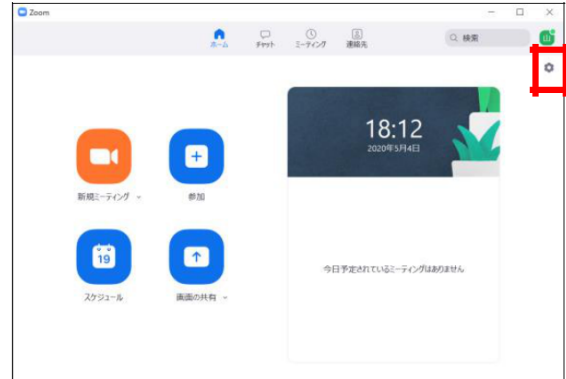 Zoom
ホーム
チャット
ミーティング
連絡先
検索
山
18:12
2020年5月4日
新規ミーティング
参加
19
スケジュール
画面の共有
今日予定されているミーティングはありません